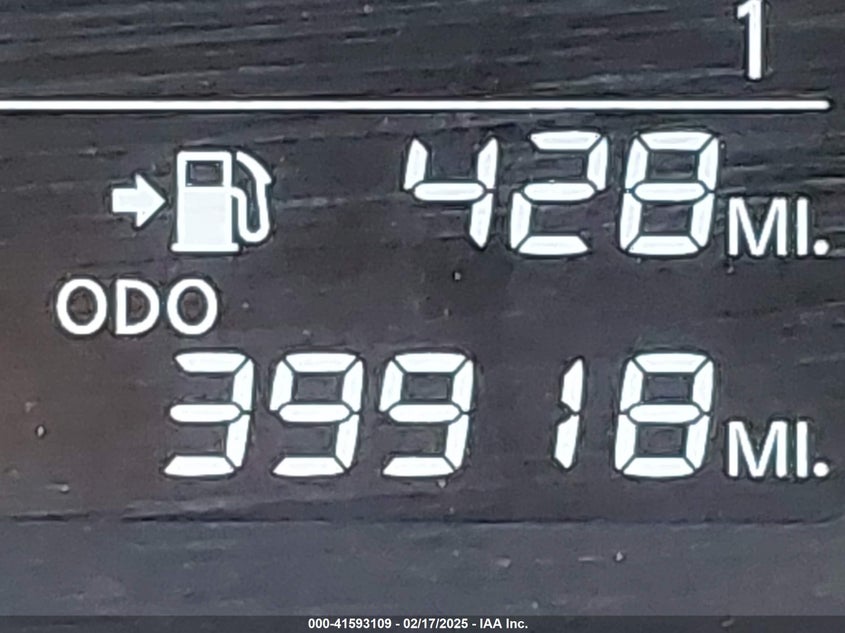 1
428 MI.
ODO
39918 MI.
000-41593109 - 02/17/2025 - IAA Inc.